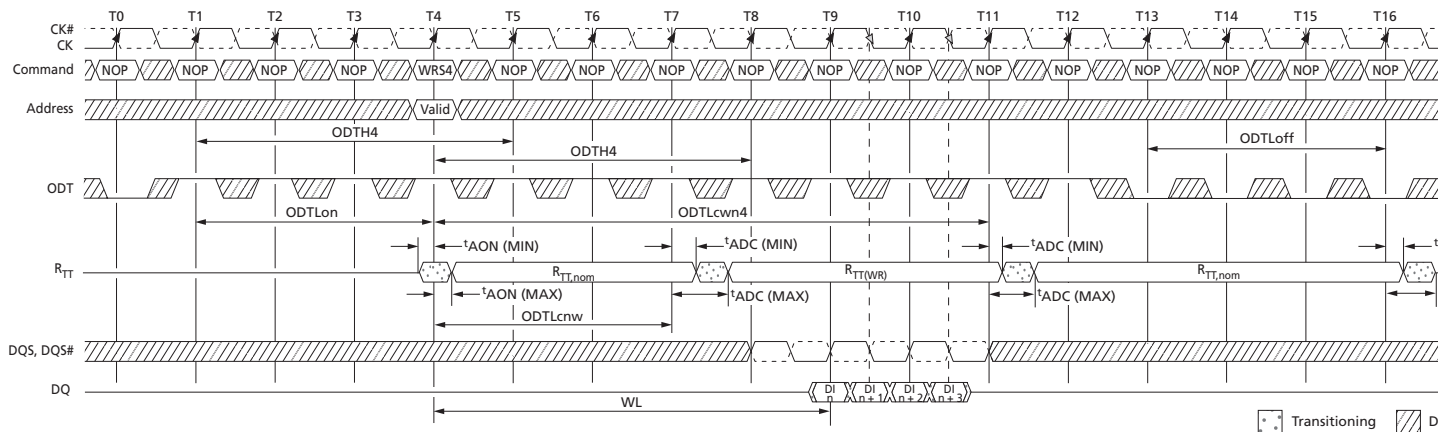 T0 T1 T2 T3 T4 T5 T6 T7 T8 T9 T10 T11 T12 T13 T14 T15 T16
CK#
CK
Command NOP NOP NOP NOP WRS4 NOP NOP NOP NOP NOP NOP NOP NOP NOP NOP NOP NOP
Address Valid
ODTH4 ODTLoff
ODTH4
ODT
ODTLon ODTLcwn4
tAON (MIN) tADC (MIN) tADC (MIN) t
RTT RTT,nom RTT(WR) RTT,nom
tAON (MAX) tADC (MAX) tADC (MAX)
ODTLcnw
DQS, DQS#
DQ DI n DI n + 1 DI n + 2 DI n + 3
WL
Transitioning D